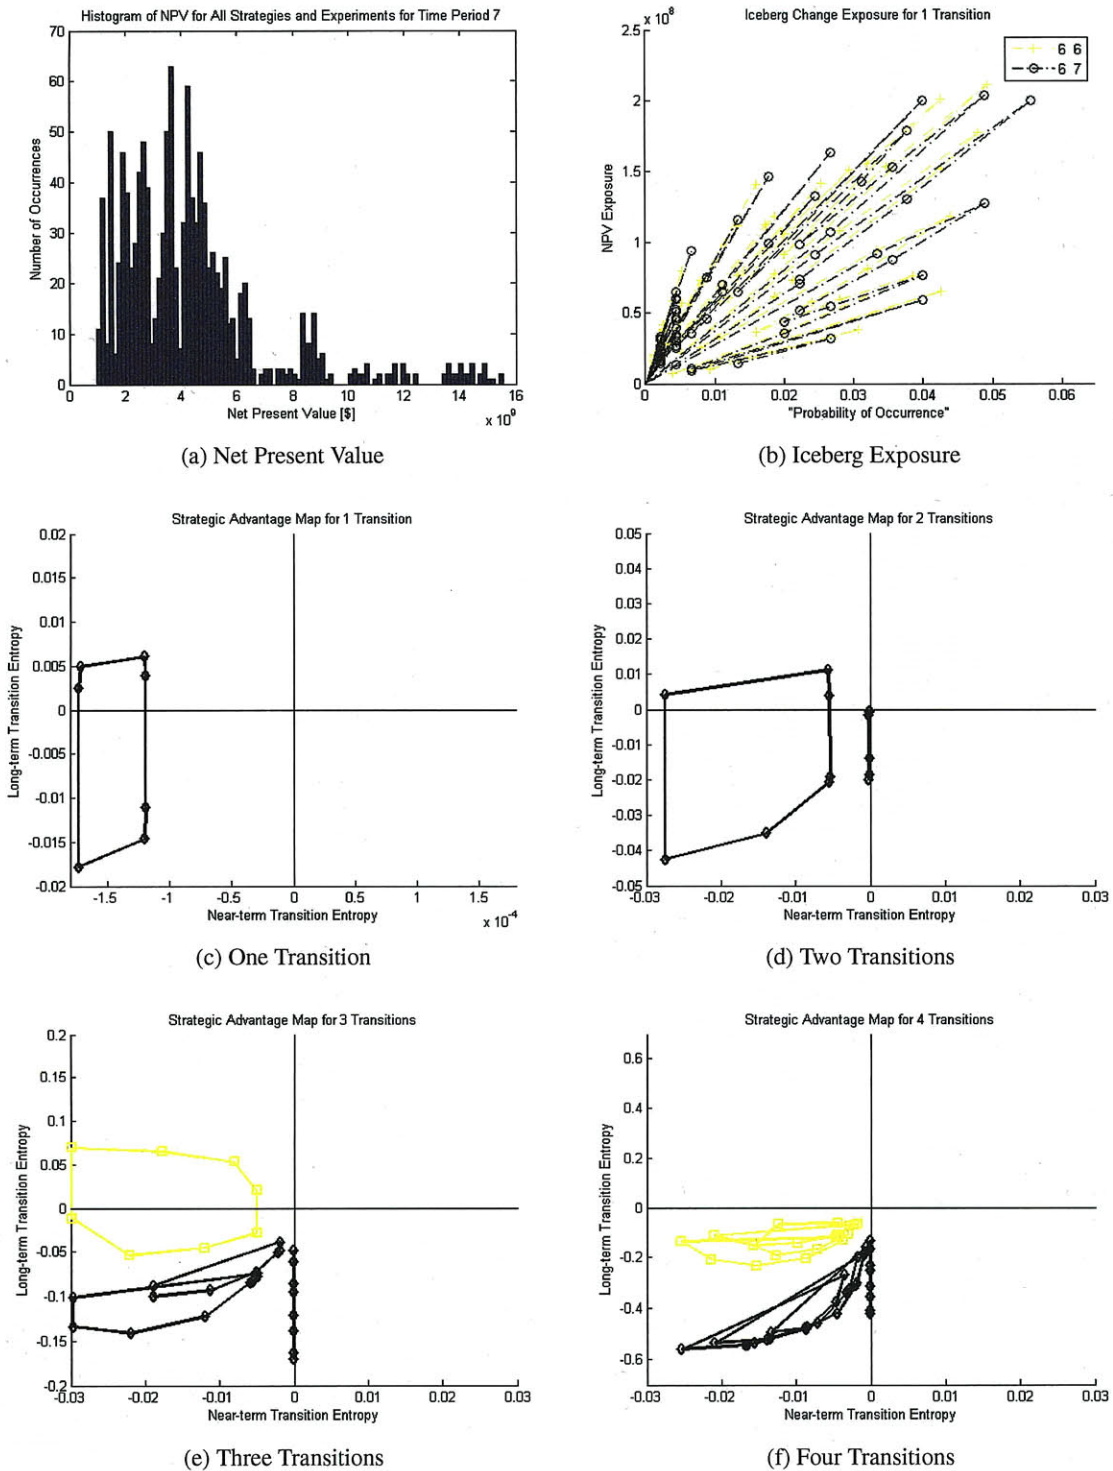 Histogram of NPV for All Strategies and Experiments for Time Period 7
70
60
50
40
30
20
10
0
Number of Occurrences
0 2 4 6 8 10 12 14 16
Net Present Value [$]
x 10^9
(a) Net Present Value
Iceberg Change Exposure for 1 Transition
x 10^8
2.5
2
1.5
1
0.5
0
NPV Exposure
6 6
6 7
0 0.01 0.02 0.03 0.04 0.05 0.06
"Probability of Occurrence"
(b) Iceberg Exposure
Strategic Advantage Map for 1 Transition
0.02
0.015
0.01
0.005
0
-0.005
-0.01
-0.015
-0.02
Long-term Transition Entropy
-1.5 -1 -0.5 0 0.5 1 1.5
Near-term Transition Entropy
x 10^-4
(c) One Transition
Strategic Advantage Map for 2 Transitions
0.05
0.04
0.03
0.02
0.01
0
-0.01
-0.02
-0.03
-0.04
-0.05
Long-term Transition Entropy
-0.03 -0.02 -0.01 0 0.01 0.02 0.03
Near-term Transition Entropy
(d) Two Transitions
Strategic Advantage Map for 3 Transitions
0.2
0.15
0.1
0.05
0
-0.05
-0.1
-0.15
-0.2
Long-term Transition Entropy
-0.03 -0.02 -0.01 0 0.01 0.02 0.03
Near-term Transition Entropy
(e) Three Transitions
Strategic Advantage Map for 4 Transitions
0.6
0.4
0.2
0
-0.2
-0.4
-0.6
Long-term Transition Entropy
-0.03 -0.02 -0.01 0 0.01 0.02 0.03
Near-term Transition Entropy
(f) Four Transitions